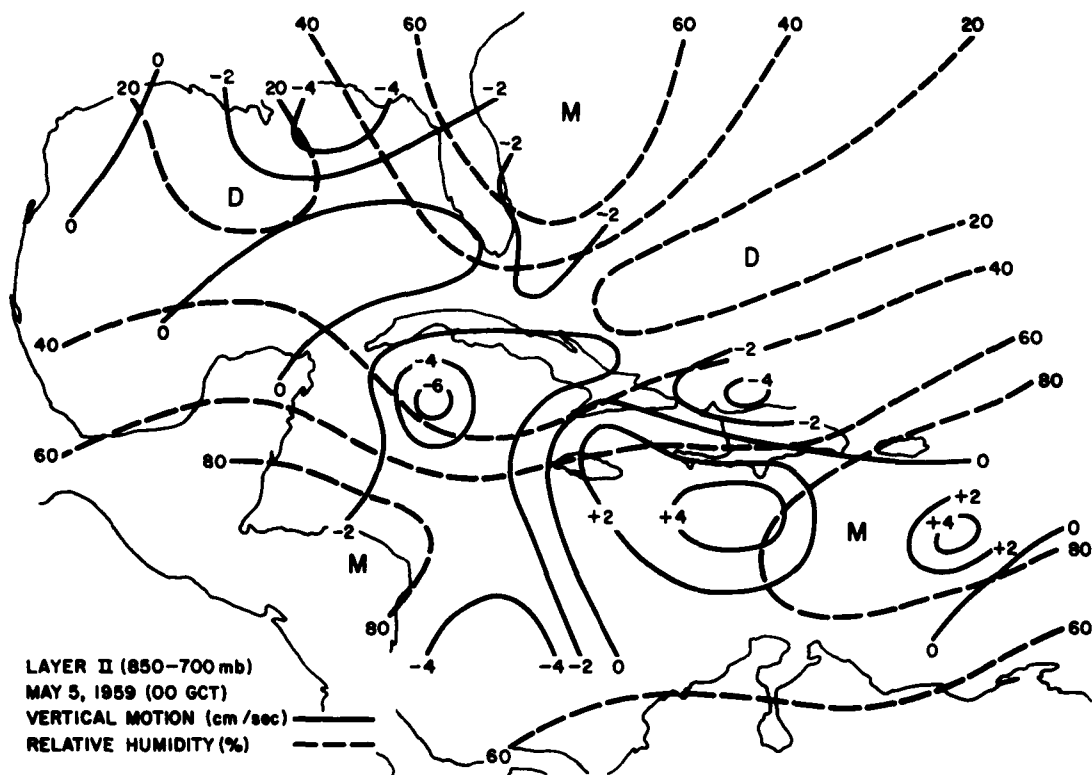 40 60 60 40 20
0 -2 20 20 -4 -4 -2
M
-2
D
0 -2
20
D
0 40
40
-2
0 -4 -4 60
-6 80
-2
60 80 0
+2 +4 +2
-2 M +4 0
+2 80
M
80 60
0
-4 -4 -2 0
LAYER II (850-700 mb)
MAY 5, 1959 (00 GCT)
VERTICAL MOTION (cm/sec)
RELATIVE HUMIDITY (%)
60